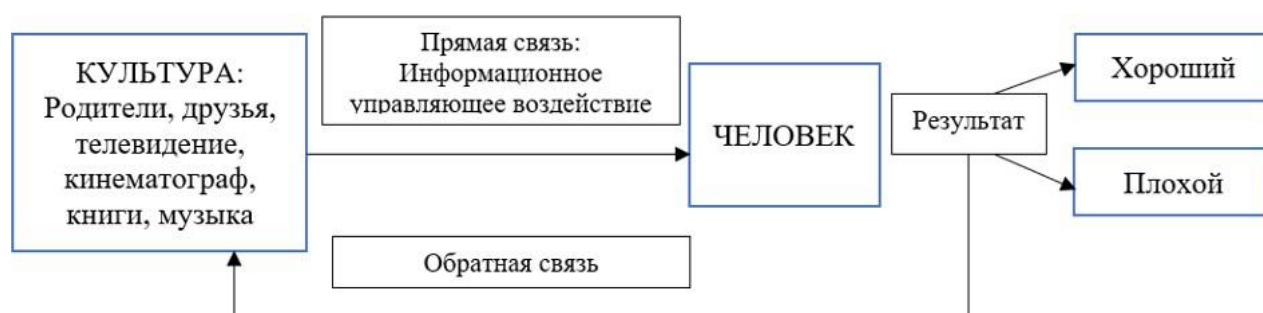 КУЛЬТУРА:
Родители, друзья,
телевидение,
кинематограф,
книги, музыка
Прямая связь:
Информационное
управляющее воздействие
Обратная связь
ЧЕЛОВЕК
Результат
Хороший
Плохой